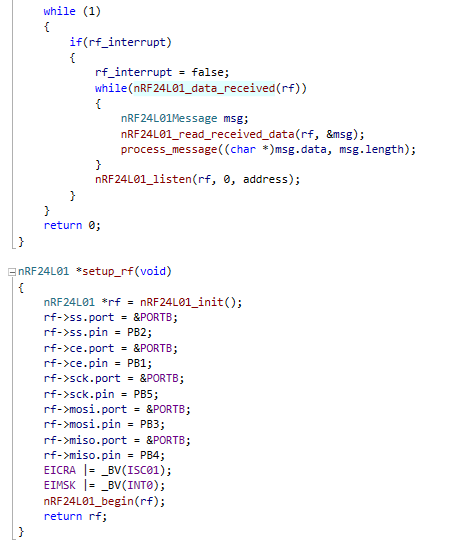 while (1)
{
if(rf_interrupt)
{
rf_interrupt = false;
while(nRF24L01_data_received(rf))
{
nRF24L01Message msg;
nRF24L01_read_received_data(rf, &msg);
process_message((char *)msg.data, msg.length);
}
nRF24L01_listen(rf, 0, address);
}
}
return 0;
}
nRF24L01 *setup_rf(void)
{
nRF24L01 *rf = nRF24L01_init();
rf->ss.port = &PORTB;
rf->ss.pin = PB2;
rf->ce.port = &PORTB;
rf->ce.pin = PB1;
rf->sck.port = &PORTB;
rf->sck.pin = PB5;
rf->mosi.port = &PORTB;
rf->mosi.pin = PB3;
rf->miso.port = &PORTB;
rf->miso.pin = PB4;
EICRA |= _BV(ISC01);
EIMSK |= _BV(INT0);
nRF24L01_begin(rf);
return rf;
}